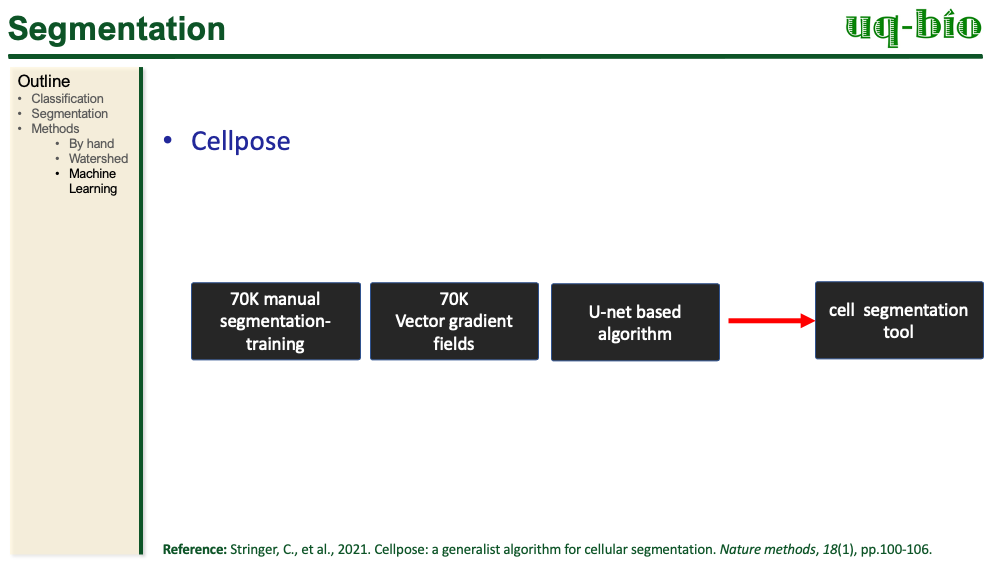 Segmentation
uq-bio
Outline
• Classification
• Segmentation
• Methods
• By hand
• Watershed
• Machine
Learning
• Cellpose
70K manual
segmentation-
training
70K
Vector gradient
fields
U-net based
algorithm
cell segmentation
tool
Reference: Stringer, C., et al., 2021. Cellpose: a generalist algorithm for cellular segmentation. Nature methods, 18(1), pp.100-106.